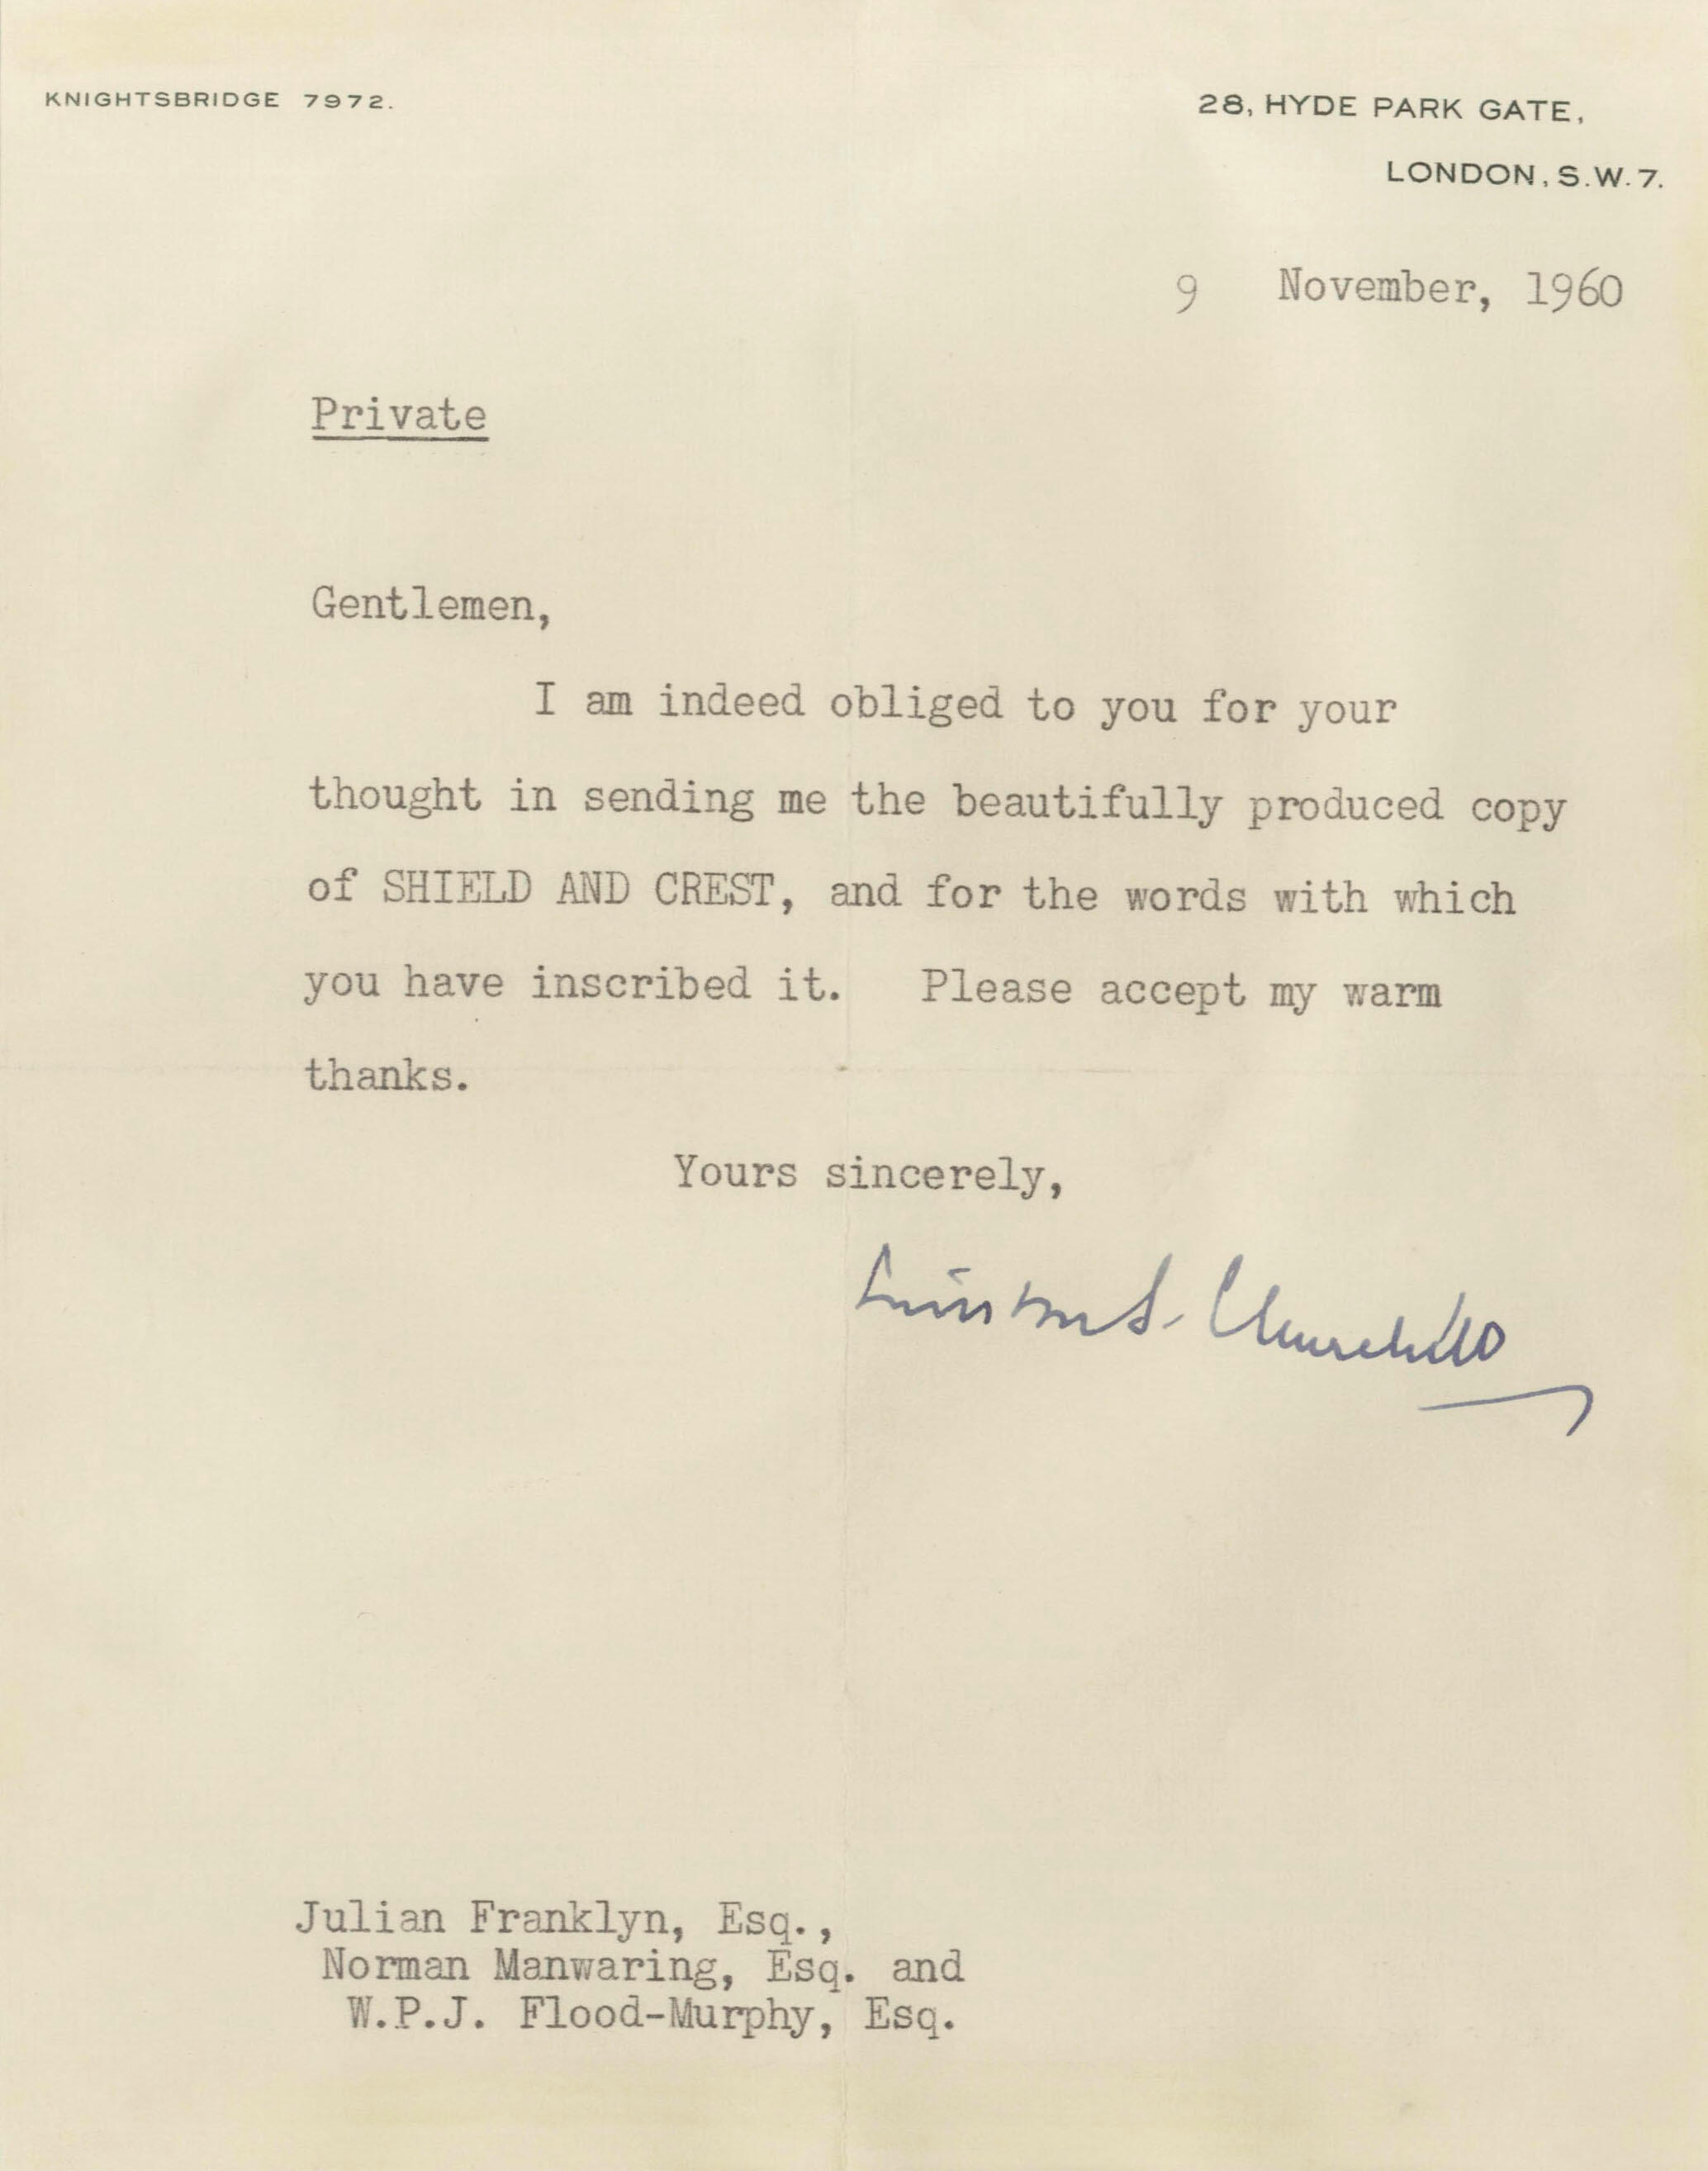 KNIGHTSBRIDGE 7972.
28, HYDE PARK GATE,
LONDON, S.W.7.
9 November, 1960
Private
Gentlemen,
I am indeed obliged to you for your
thought in sending me the beautifully produced copy
of SHIELD AND CREST, and for the words with which
you have inscribed it. Please accept my warm
thanks.
Yours sincerely,
Winston S. Churchill
Julian Franklyn, Esq.,
Norman Manwaring, Esq. and
W.P.J. Flood-Murphy, Esq.